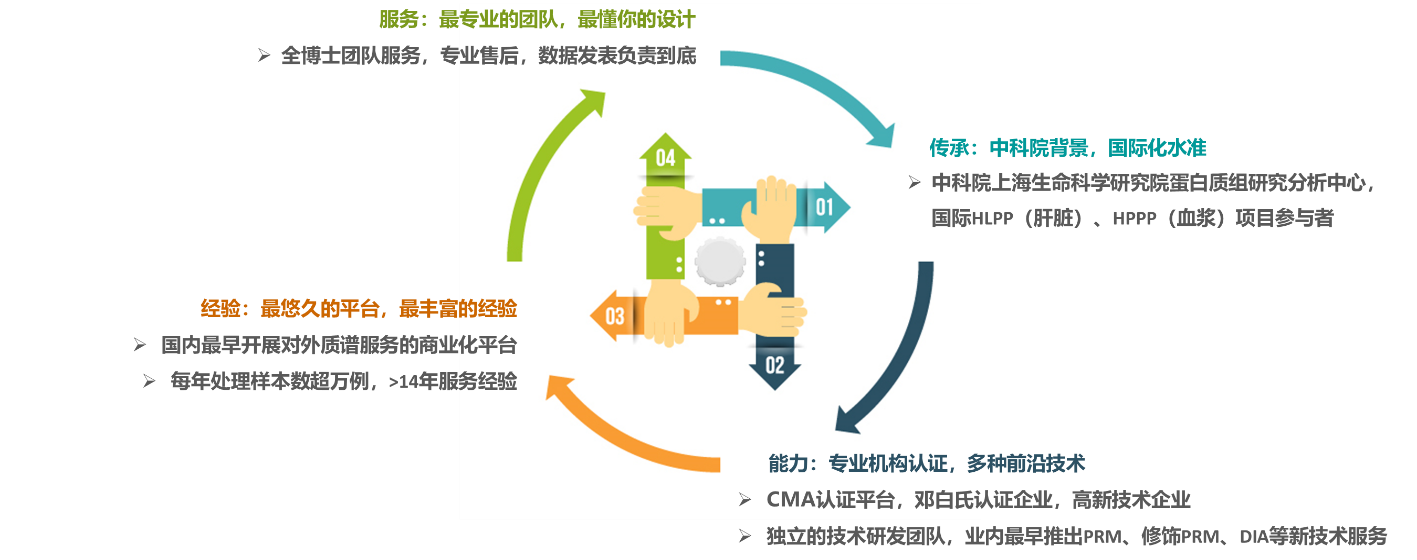 服务：最专业的团队，最懂你的设计
➢ 全博士团队服务，专业售后，数据发表负责到底
04
01
传承：中科院背景，国际化水准
➢ 中科院上海生命科学研究院蛋白质组研究分析中心，
国际HLPP（肝脏）、HPPP（血浆）项目参与者
经验：最悠久的平台，最丰富的经验
➢ 国内最早开展对外质谱服务的商业化平台
➢ 每年处理样本数超万例，>14年服务经验
03
02
能力：专业机构认证，多种前沿技术
➢ CMA认证平台，邓白氏认证企业，高新技术企业
➢ 独立的技术研发团队，业内最早推出PRM、修饰PRM、DIA等新技术服务